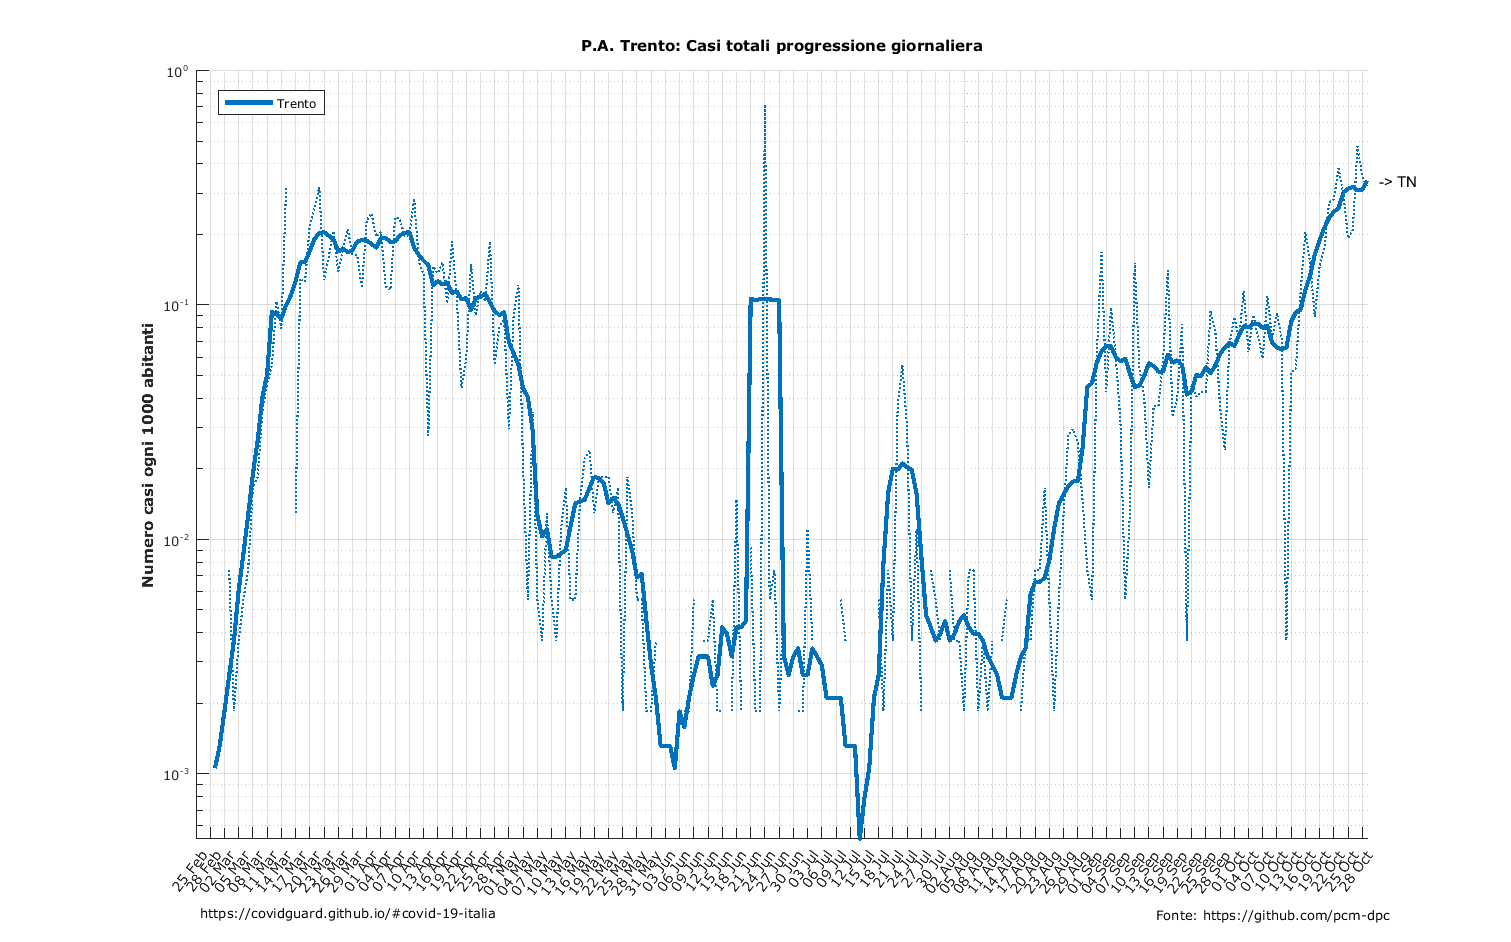 P.A. Trento: Casi totali progressione giornaliera
10⁰
Trento
-> TN
10⁻¹
Numero casi ogni 1000 abitanti
10⁻²
10⁻³
25 Feb
28 Feb
02 Mar
05 Mar
08 Mar
11 Mar
14 Mar
17 Mar
20 Mar
23 Mar
26 Mar
29 Mar
01 Apr
04 Apr
07 Apr
10 Apr
13 Apr
16 Apr
19 Apr
22 Apr
25 Apr
28 Apr
01 May
04 May
07 May
10 May
13 May
16 May
19 May
22 May
25 May
28 May
31 May
03 Jun
06 Jun
09 Jun
12 Jun
15 Jun
18 Jun
21 Jun
24 Jun
27 Jun
30 Jun
03 Jul
06 Jul
09 Jul
12 Jul
15 Jul
18 Jul
21 Jul
24 Jul
27 Jul
30 Jul
02 Aug
05 Aug
08 Aug
11 Aug
14 Aug
17 Aug
20 Aug
23 Aug
26 Aug
29 Aug
01 Sep
04 Sep
07 Sep
10 Sep
13 Sep
16 Sep
19 Sep
22 Sep
25 Sep
28 Sep
01 Oct
04 Oct
07 Oct
10 Oct
13 Oct
16 Oct
19 Oct
22 Oct
25 Oct
28 Oct
https://covidguard.github.io/#covid-19-italia
Fonte: https://github.com/pcm-dpc